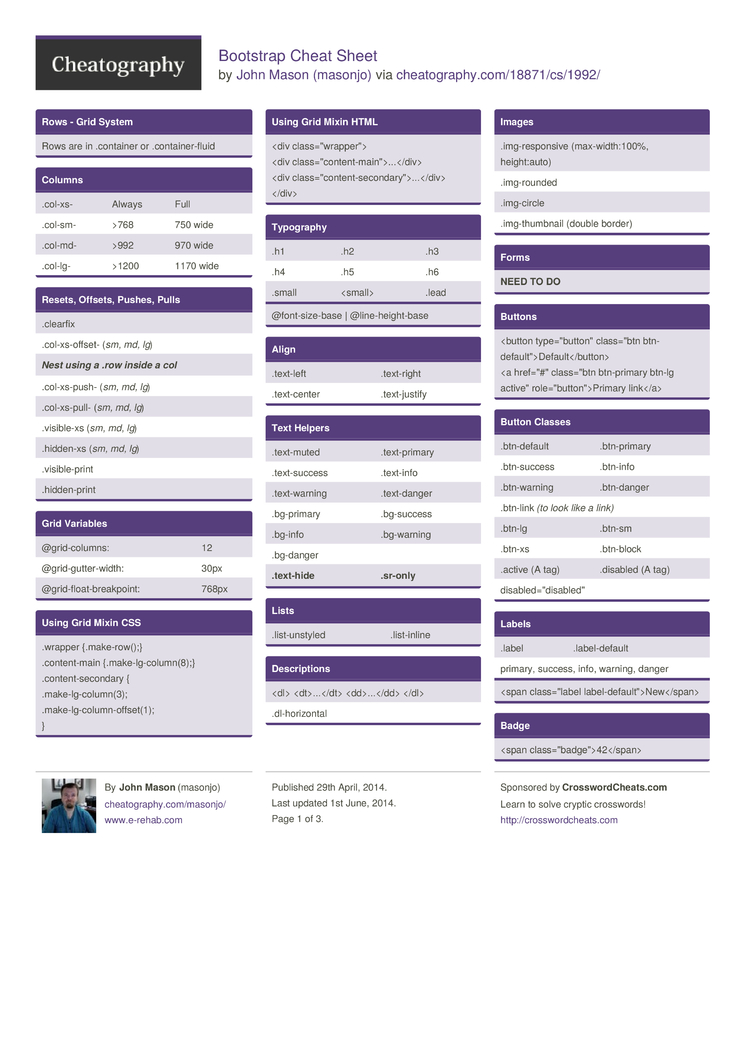 Cheatography
Bootstrap Cheat Sheet
by John Mason (masonjo) via cheatography.com/18871/cs/1992/
Rows - Grid System
Rows are in .container or .container-fluid
Columns
.col-xs- Always Full
.col-sm- >768 750 wide
.col-md- >992 970 wide
.col-lg- >1200 1170 wide
Resets, Offsets, Pushes, Pulls
.clearfix
.col-xs-offset- (sm, md, lg)
Nest using a .row inside a col
.col-xs-push- (sm, md, lg)
.col-xs-pull- (sm, md, lg)
.visible-xs (sm, md, lg)
.hidden-xs (sm, md, lg)
.visible-print
.hidden-print
Grid Variables
@grid-columns: 12
@grid-gutter-width: 30px
@grid-float-breakpoint: 768px
Using Grid Mixin CSS
.wrapper {.make-row();}
.content-main {.make-lg-column(8);}
.content-secondary {
.make-lg-column(3);
.make-lg-column-offset(1);
}
Using Grid Mixin HTML
<div class="wrapper">
<div class="content-main">...</div>
<div class="content-secondary">...</div>
</div>
Typography
.h1 .h2 .h3
.h4 .h5 .h6
.small <small> .lead
@font-size-base | @line-height-base
Align
.text-left .text-right
.text-center .text-justify
Text Helpers
.text-muted .text-primary
.text-success .text-info
.text-warning .text-danger
.bg-primary .bg-success
.bg-info .bg-warning
.bg-danger
.text-hide .sr-only
Lists
.list-unstyled .list-inline
Descriptions
<dl> <dt>...</dt> <dd>...</dd> </dl>
.dl-horizontal
Images
.img-responsive (max-width:100%,
height:auto)
.img-rounded
.img-circle
.img-thumbnail (double border)
Forms
NEED TO DO
Buttons
<button type="button" class="btn btn-
default">Default</button>
<a href="#" class="btn btn-primary btn-lg
active" role="button">Primary link</a>
Button Classes
.btn-default .btn-primary
.btn-success .btn-info
.btn-warning .btn-danger
.btn-link (to look like a link)
.btn-lg .btn-sm
.btn-xs .btn-block
.active (A tag) .disabled (A tag)
disabled="disabled"
Labels
.label .label-default
primary, success, info, warning, danger
<span class="label label-default">New</span>
Badge
<span class="badge">42</span>
By John Mason (masonjo)
cheatography.com/masonjo/
www.e-rehab.com
Published 29th April, 2014.
Last updated 1st June, 2014.
Page 1 of 3.
Sponsored by CrosswordCheats.com
Learn to solve cryptic crosswords!
http://crosswordcheats.com